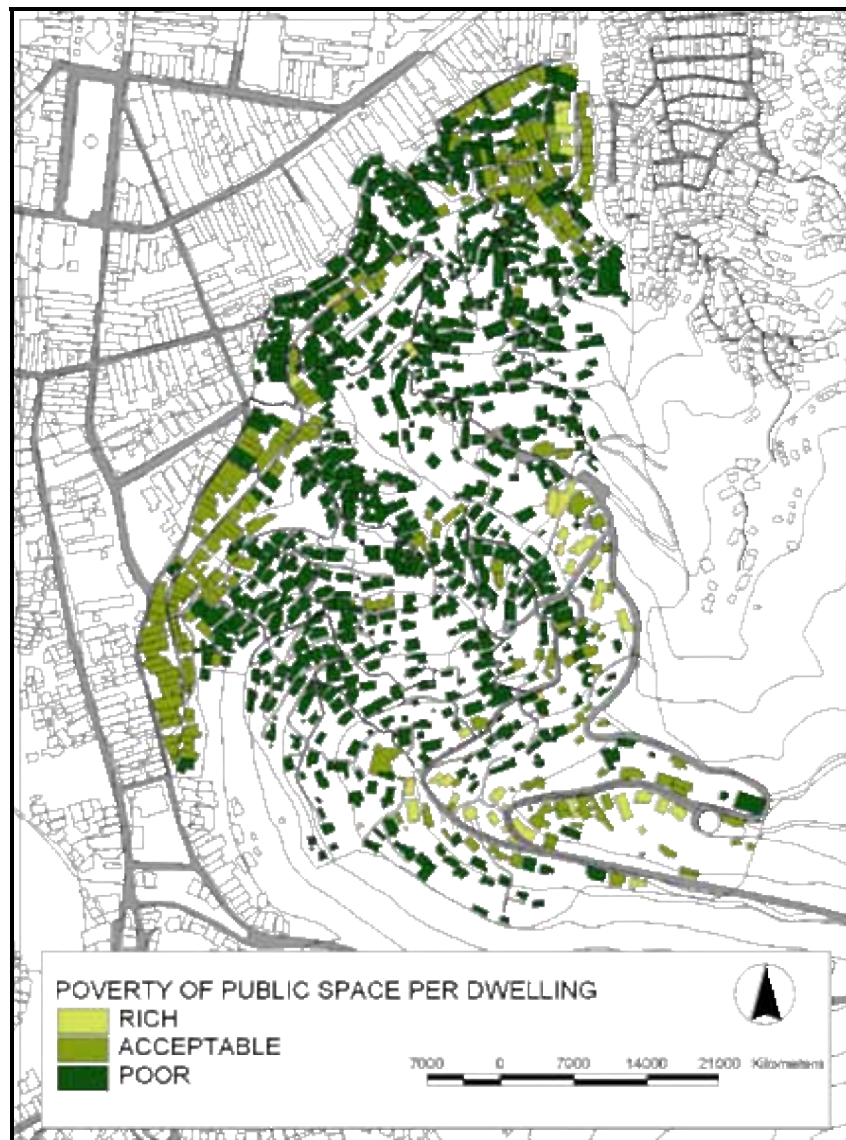 POVERTY OF PUBLIC SPACE PER DWELLING
RICH
ACCEPTABLE
POOR
7000 0 7000 14000 21000 Kilometers